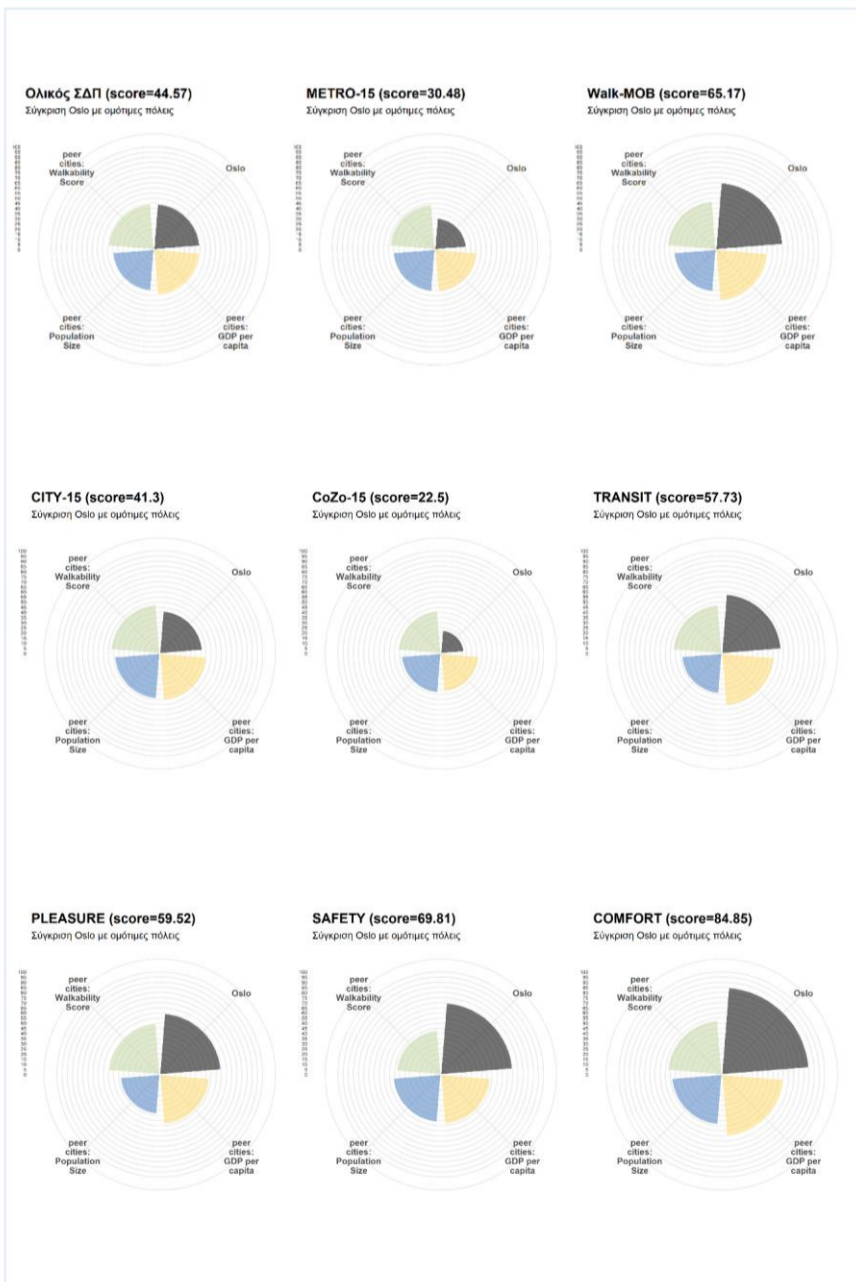 Ολικός ΣΔΠ (score=44.57)
Σύγκριση Oslo με ομότιμες πόλεις
peer
cities:
Walkability
Score
Oslo
peer
cities:
Population
Size
peer
cities:
GDP per
capita
METRO-15 (score=30.48)
Σύγκριση Oslo με ομότιμες πόλεις
peer
cities:
Walkability
Score
Oslo
peer
cities:
Population
Size
peer
cities:
GDP per
capita
Walk-MOB (score=65.17)
Σύγκριση Oslo με ομότιμες πόλεις
peer
cities:
Walkability
Score
Oslo
peer
cities:
Population
Size
peer
cities:
GDP per
capita
CITY-15 (score=41.3)
Σύγκριση Oslo με ομότιμες πόλεις
peer
cities:
Walkability
Score
Oslo
peer
cities:
Population
Size
peer
cities:
GDP per
capita
CoZo-15 (score=22.5)
Σύγκριση Oslo με ομότιμες πόλεις
peer
cities:
Walkability
Score
Oslo
peer
cities:
Population
Size
peer
cities:
GDP per
capita
TRANSIT (score=57.73)
Σύγκριση Oslo με ομότιμες πόλεις
peer
cities:
Walkability
Score
Oslo
peer
cities:
Population
Size
peer
cities:
GDP per
capita
PLEASURE (score=59.52)
Σύγκριση Oslo με ομότιμες πόλεις
peer
cities:
Walkability
Score
Oslo
peer
cities:
Population
Size
peer
cities:
GDP per
capita
SAFETY (score=69.81)
Σύγκριση Oslo με ομότιμες πόλεις
peer
cities:
Walkability
Score
Oslo
peer
cities:
Population
Size
peer
cities:
GDP per
capita
COMFORT (score=84.85)
Σύγκριση Oslo με ομότιμες πόλεις
peer
cities:
Walkability
Score
Oslo
peer
cities:
Population
Size
peer
cities:
GDP per
capita